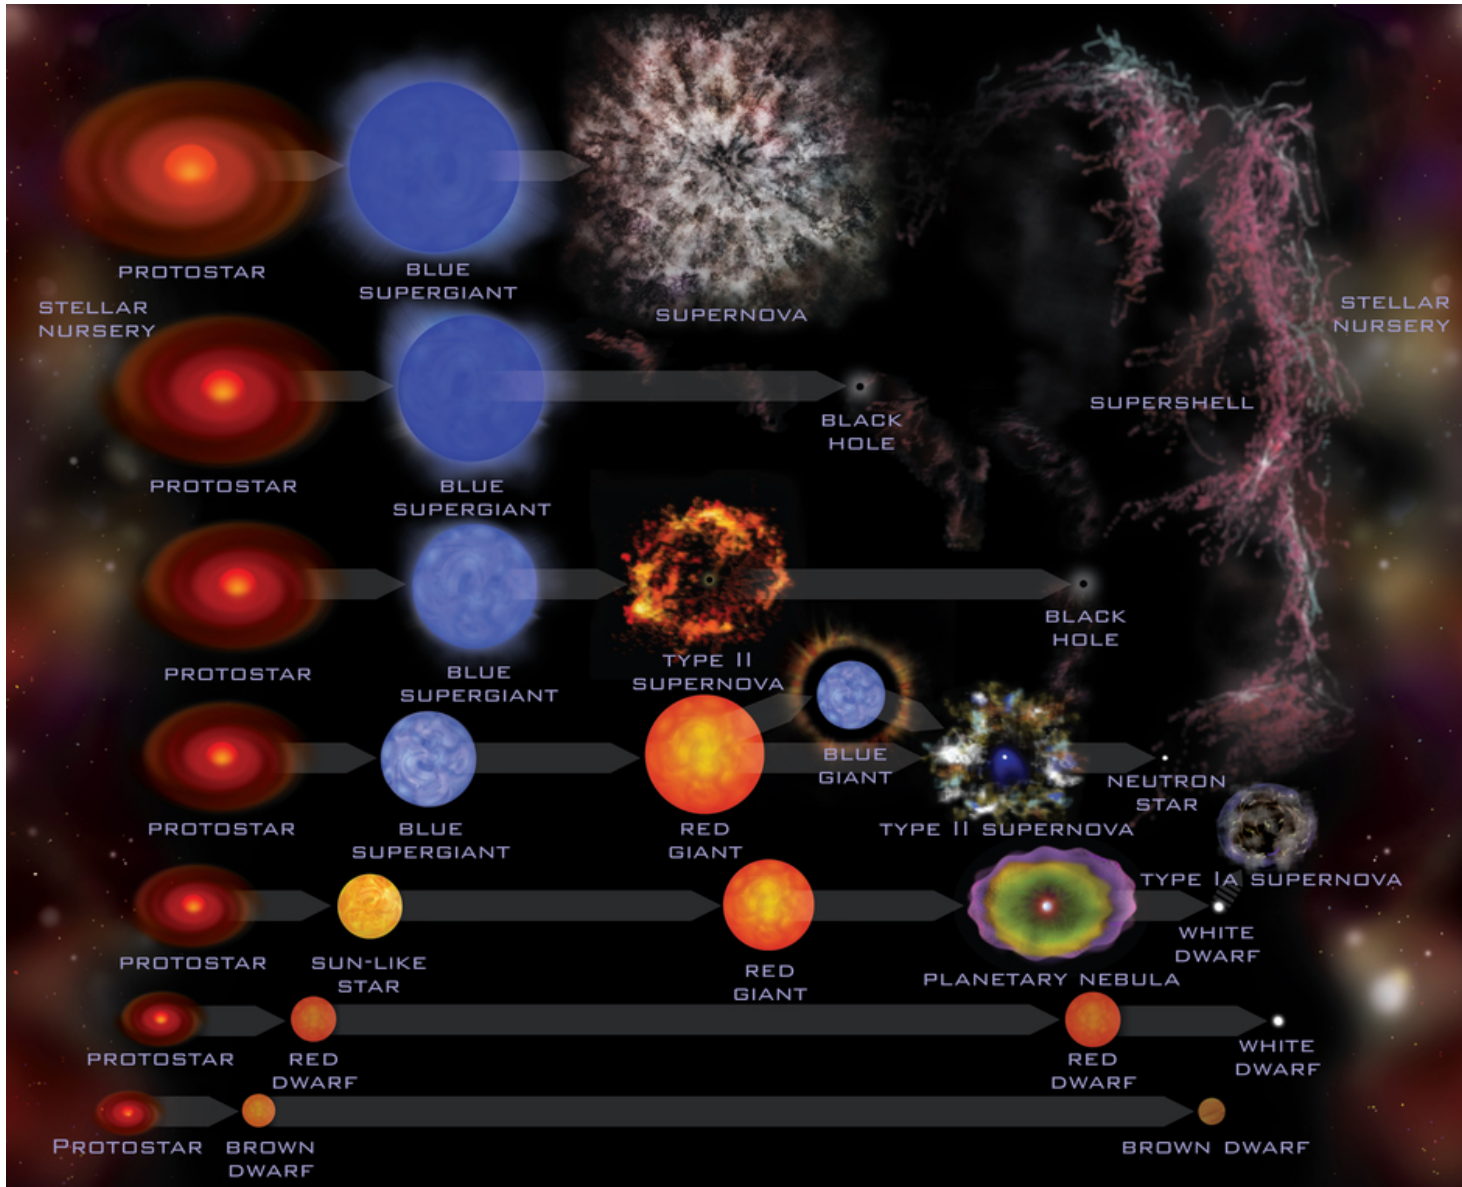 PROTOSTAR
BLUE
SUPERGIANT
SUPERNOVA
STELLAR
NURSERY
STELLAR
NURSERY
SUPERSHELL
PROTOSTAR
BLUE
SUPERGIANT
BLACK
HOLE
PROTOSTAR
BLUE
SUPERGIANT
TYPE II
SUPERNOVA
BLACK
HOLE
PROTOSTAR
BLUE
SUPERGIANT
RED
GIANT
BLUE
GIANT
TYPE II SUPERNOVA
NEUTRON
STAR
TYPE IA SUPERNOVA
PROTOSTAR
SUN-LIKE
STAR
RED
GIANT
PLANETARY NEBULA
WHITE
DWARF
PROTOSTAR
RED
DWARF
RED
DWARF
WHITE
DWARF
PROTOSTAR
BROWN
DWARF
BROWN DWARF